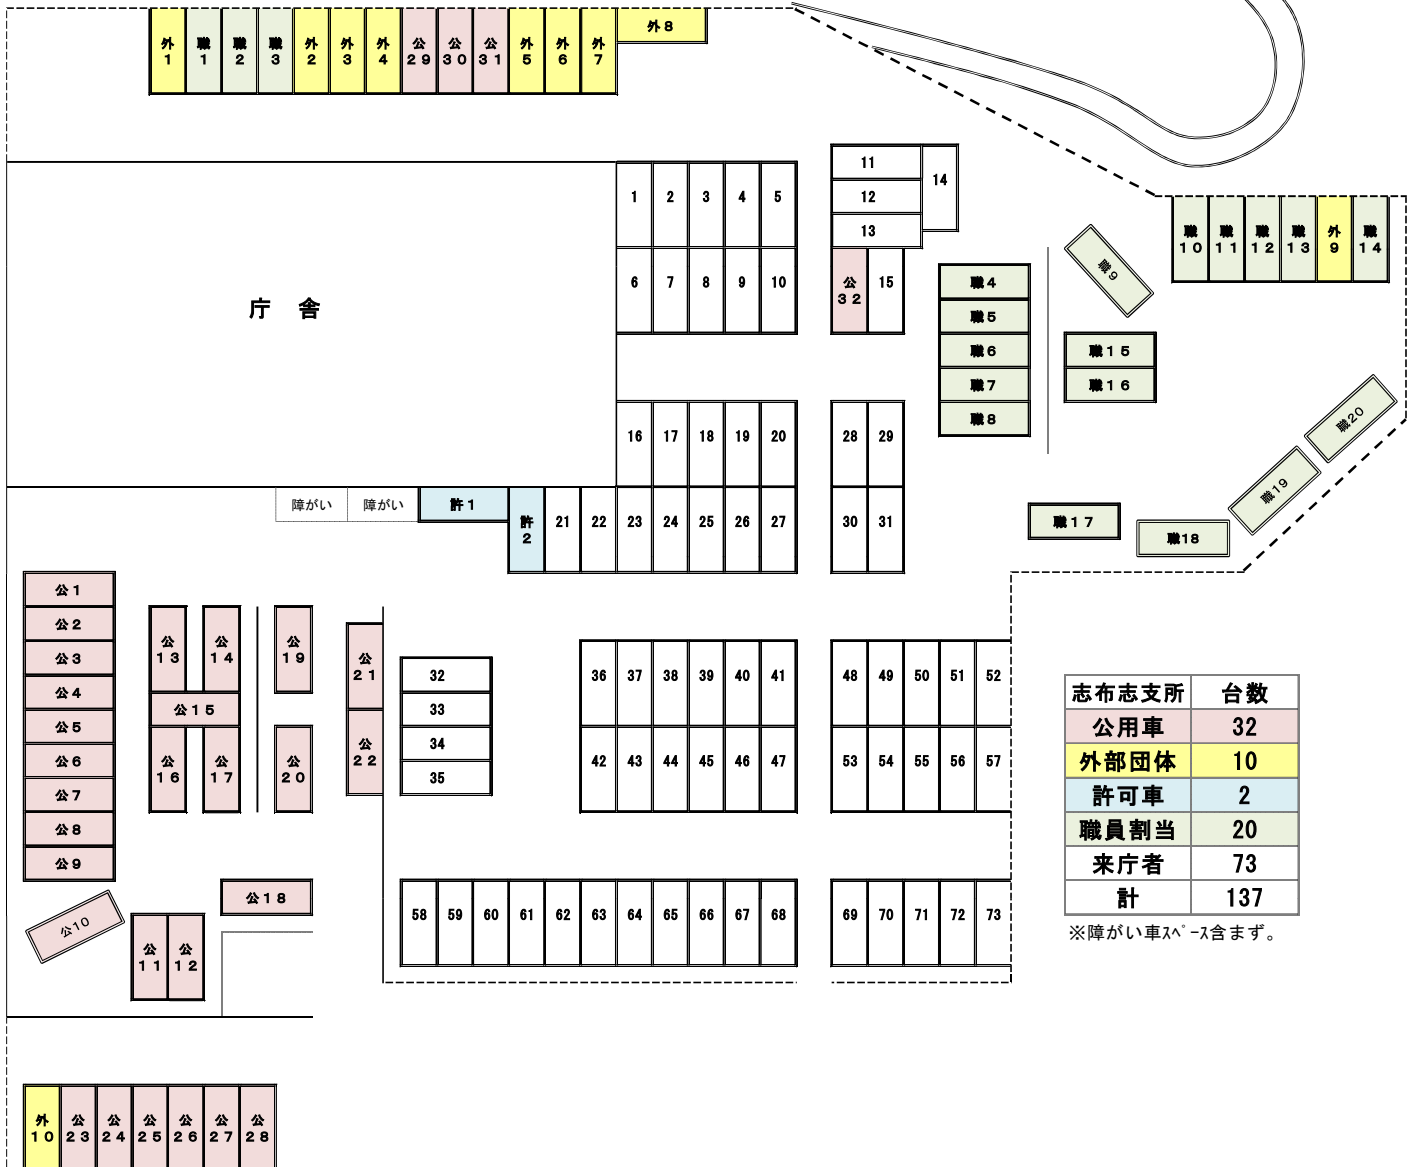 外1 職1 職2 職3 外2 外3 外4 公29 公30 公31 外5 外6 外7 外8
1 2 3 4 5
11
12
13
14
6 7 8 9 10
公32 15
庁 舎
職4
職5
職6
職7
職8
職9
職10 職11 職12 職13 外9 職14
職15
職16
16 17 18 19 20
28 29
職20
職19
職17
職18
障がい 障がい 許1
許2 21 22 23 24 25 26 27
30 31
公1
公2
公3
公4
公5
公6
公7
公8
公9
公10
公11 公12
公13 公14
公15
公16 公17
公18
公19
公20
公21
公22
32
33
34
35
36 37 38 39 40 41
42 43 44 45 46 47
48 49 50 51 52
53 54 55 56 57
58 59 60 61 62 63 64 65 66 67 68
69 70 71 72 73
志布志支所 台数
公用車 32
外部団体 10
許可車 2
職員割当 20
来庁者 73
計 137
※障がい車ｽﾍﾟｰｽ含まず。
外10 公23 公24 公25 公26 公27 公28